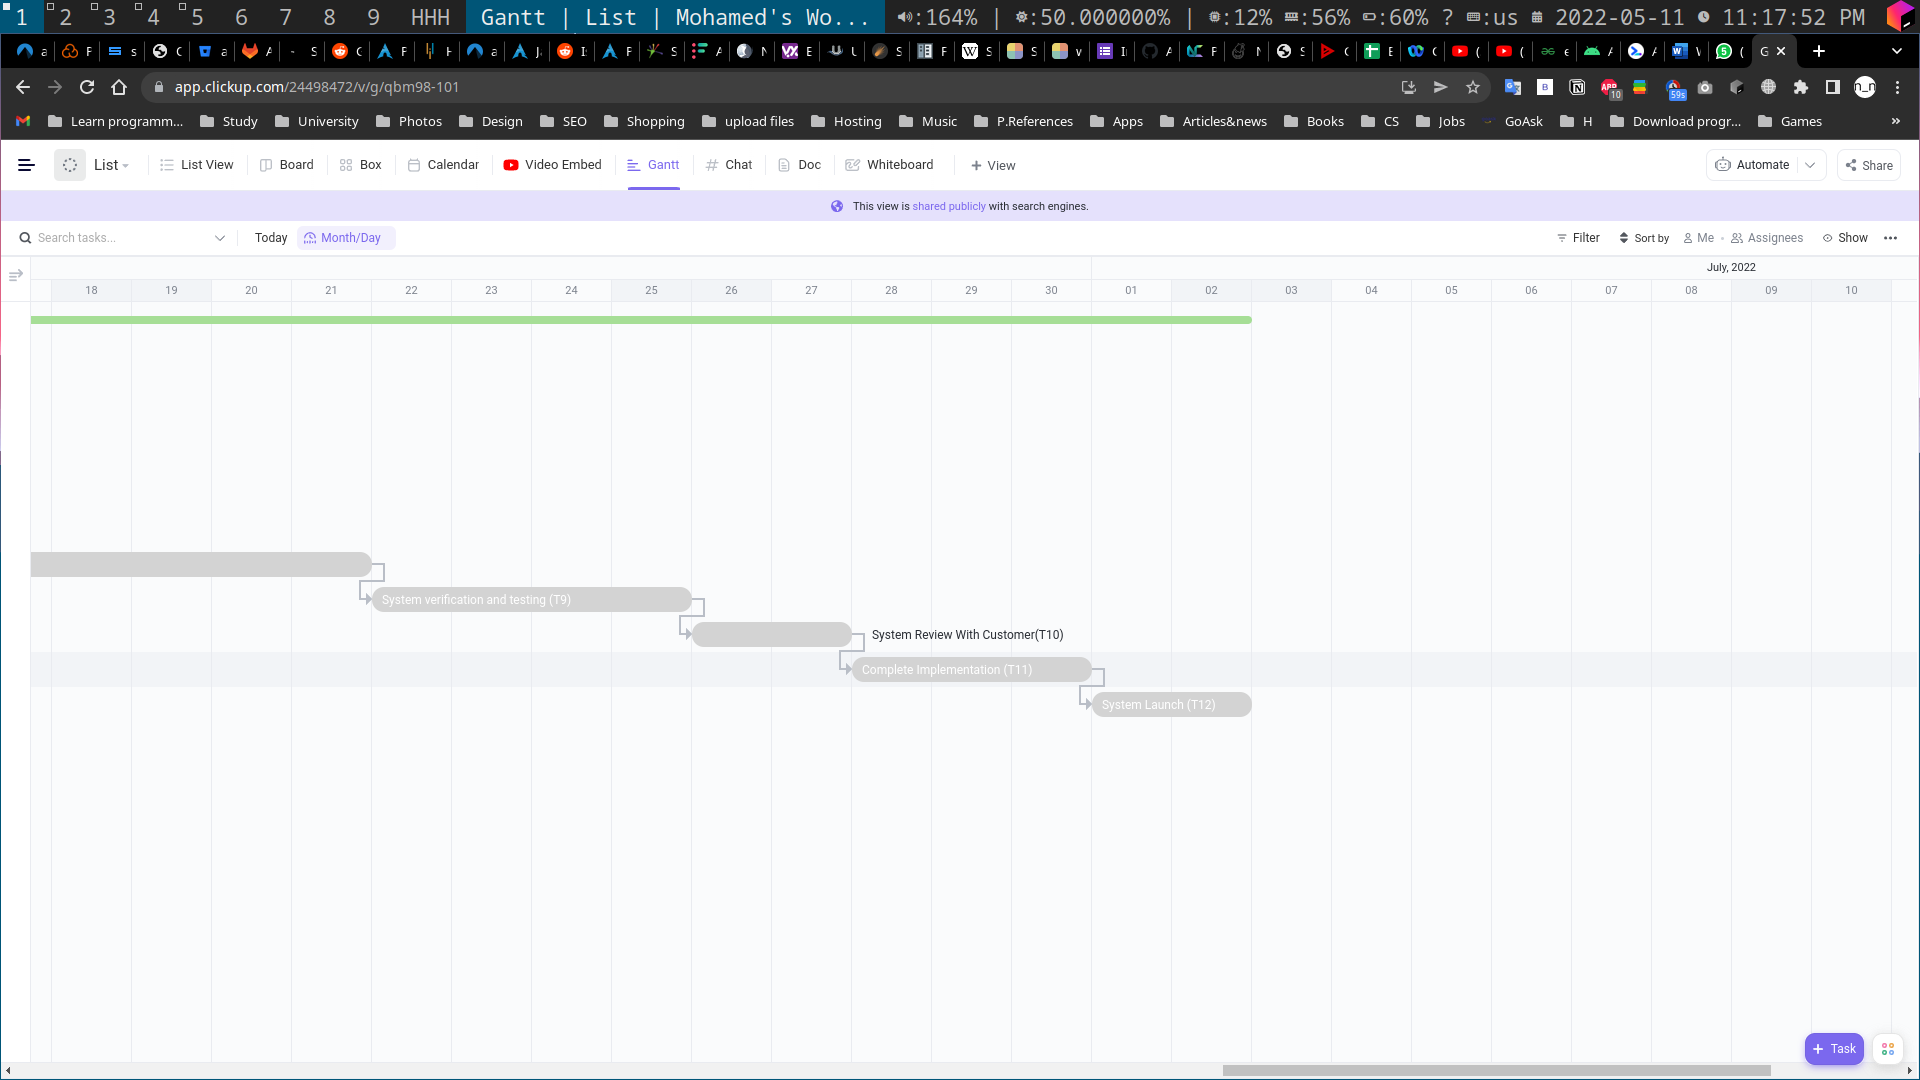 1 2 3 4 5 6 7 8 9 HHH Gantt | List | Mohamed's Wo... :164% | :50.000000% | :12% :56% :60% ? :us 2022-05-11 11:17:52 PM
app.clickup.com/24498472/v/g/qbm98-101
ABP 10 59s n_n
Learn programm... Study University Photos Design SEO Shopping upload files Hosting Music P.References Apps Articles&news Books CS Jobs GoAsk H Download progr... Games »
List List View Board Box Calendar Video Embed Gantt Chat Doc Whiteboard + View Automate Share
This view is shared publicly with search engines.
Search tasks... Today Month/Day Filter Sort by Me Assignees Show
July, 2022
18 19 20 21 22 23 24 25 26 27 28 29 30 01 02 03 04 05 06 07 08 09 10
System verification and testing (T9)
System Review With Customer(T10)
Complete Implementation (T11)
System Launch (T12)
+ Task